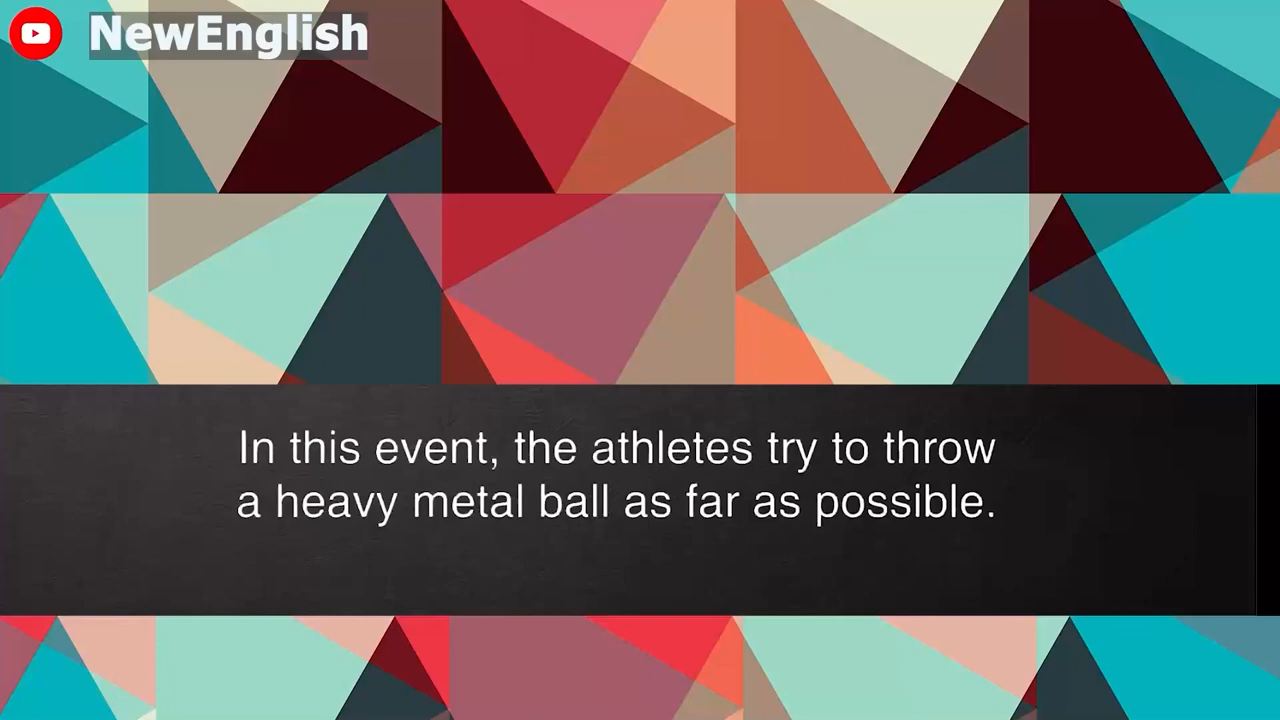 NewEnglish
In this event, the athletes try to throw
a heavy metal ball as far as possible.